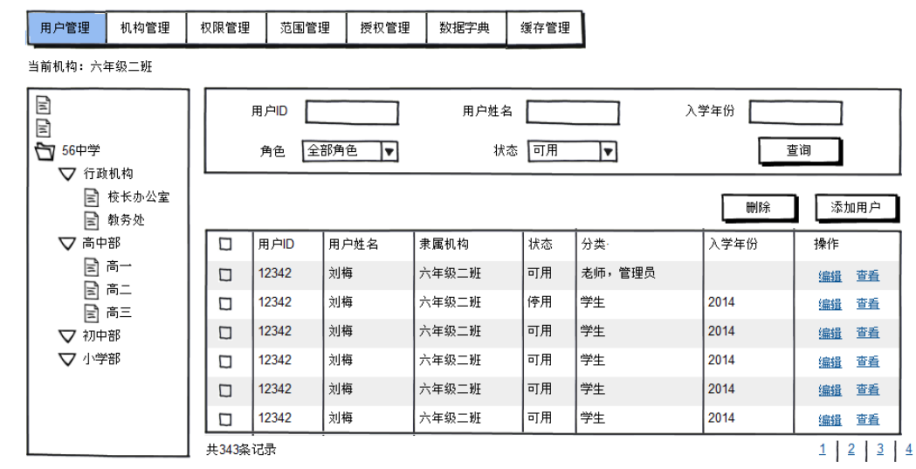 用户管理 机构管理 权限管理 范围管理 授权管理 数据字典 缓存管理
当前机构：六年级二班
56中学
行政机构
校长办公室
教务处
高中部
高一
高二
高三
初中部
小学部
用户ID 用户姓名 入学年份
角色 全部角色 状态 可用 查询
删除 添加用户
用户ID 用户姓名 隶属机构 状态 分类 入学年份 操作
12342 刘梅 六年级二班 可用 老师，管理员 编辑 查看
12342 刘梅 六年级二班 停用 学生 2014 编辑 查看
12342 刘梅 六年级二班 可用 学生 2014 编辑 查看
12342 刘梅 六年级二班 可用 学生 2014 编辑 查看
12342 刘梅 六年级二班 可用 学生 2014 编辑 查看
12342 刘梅 六年级二班 可用 学生 2014 编辑 查看
共343条记录 1 | 2 | 3 | 4